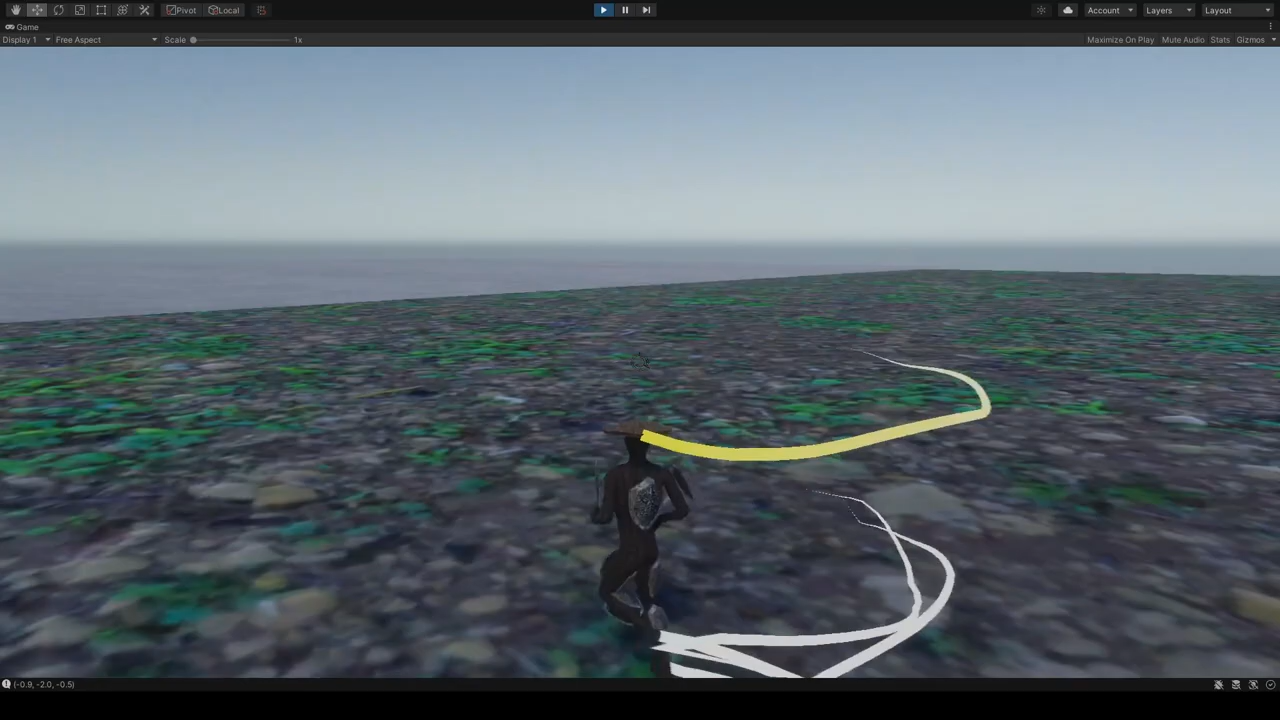 Pivot Local Account Layers Layout
Game
Display 1 Free Aspect Scale 1x Maximize On Play Mute Audio Stats Gizmos
(-0.9, -2.0, -0.5)